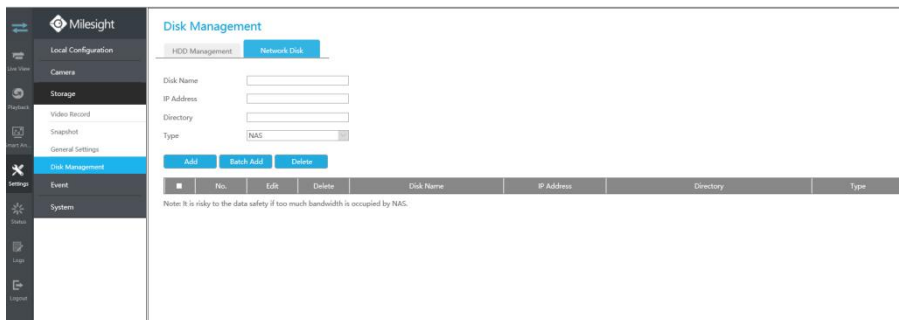 Milesight
Live View
Playback
Smart An...
Settings
Status
Logs
Logout
Local Configuration
Camera
Storage
Video Record
Snapshot
General Settings
Disk Management
Event
System
Disk Management
HDD Management
Network Disk
Disk Name
IP Address
Directory
Type NAS
Add Batch Add Delete
No. Edit Delete Disk Name IP Address Directory Type
Note: It is risky to the data safety if too much bandwidth is occupied by NAS.